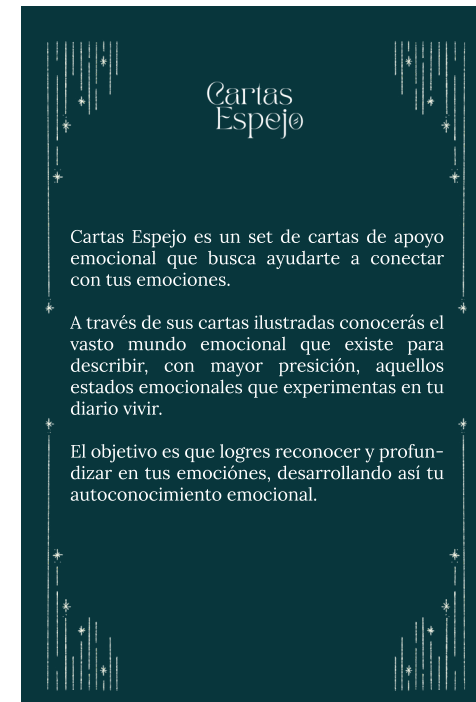 Cartas
Espejo
Cartas Espejo es un set de cartas de apoyo
emocional que busca ayudarte a conectar
con tus emociones.
A través de sus cartas ilustradas conocerás el
vasto mundo emocional que existe para
describir, con mayor presición, aquellos
estados emocionales que experimentas en tu
diario vivir.
El objetivo es que logres reconocer y profun-
dizar en tus emociónes, desarrollando así tu
autoconocimiento emocional.